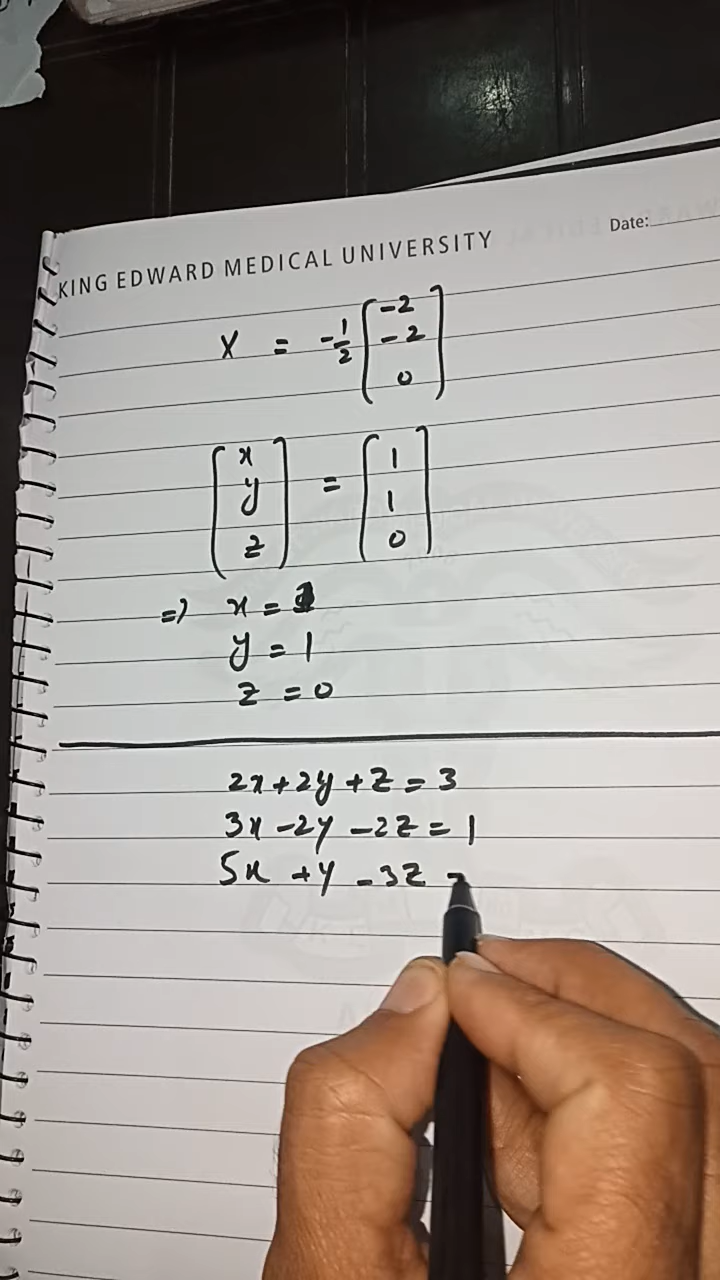 KING EDWARD MEDICAL UNIVERSITY
Date:
X = -1/2 [-2 -2 0]
[x y z] = [1 1 0]
=) x = 1
y = 1
z = 0
2x+2y+z = 3
3x-2y-2z = 1
5x+y-3z =